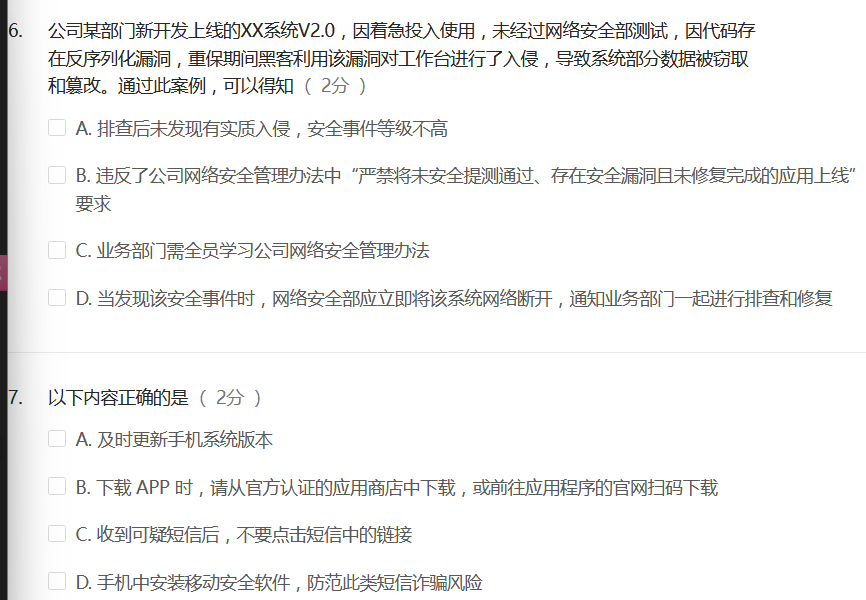 6. 公司某部门新开发上线的XX系统V2.0，因着急投入使用，未经过网络安全部测试，因代码存
在反序列化漏洞，重保期间黑客利用该漏洞对工作台进行了入侵，导致系统部分数据被窃取
和篡改。通过此案例，可以得知（ 2分 ）
A. 排查后未发现有实质入侵，安全事件等级不高
B. 违反了公司网络安全管理办法中“严禁将未安全提测通过、存在安全漏洞且未修复完成的应用上线”
要求
C. 业务部门需全员学习公司网络安全管理办法
D. 当发现该安全事件时，网络安全部应立即将该系统网络断开，通知业务部门一起进行排查和修复
7. 以下内容正确的是（ 2分 ）
A. 及时更新手机系统版本
B. 下载 APP 时，请从官方认证的应用商店中下载，或前往应用程序的官网扫码下载
C. 收到可疑短信后，不要点击短信中的链接
D. 手机中安装移动安全软件，防范此类短信诈骗风险